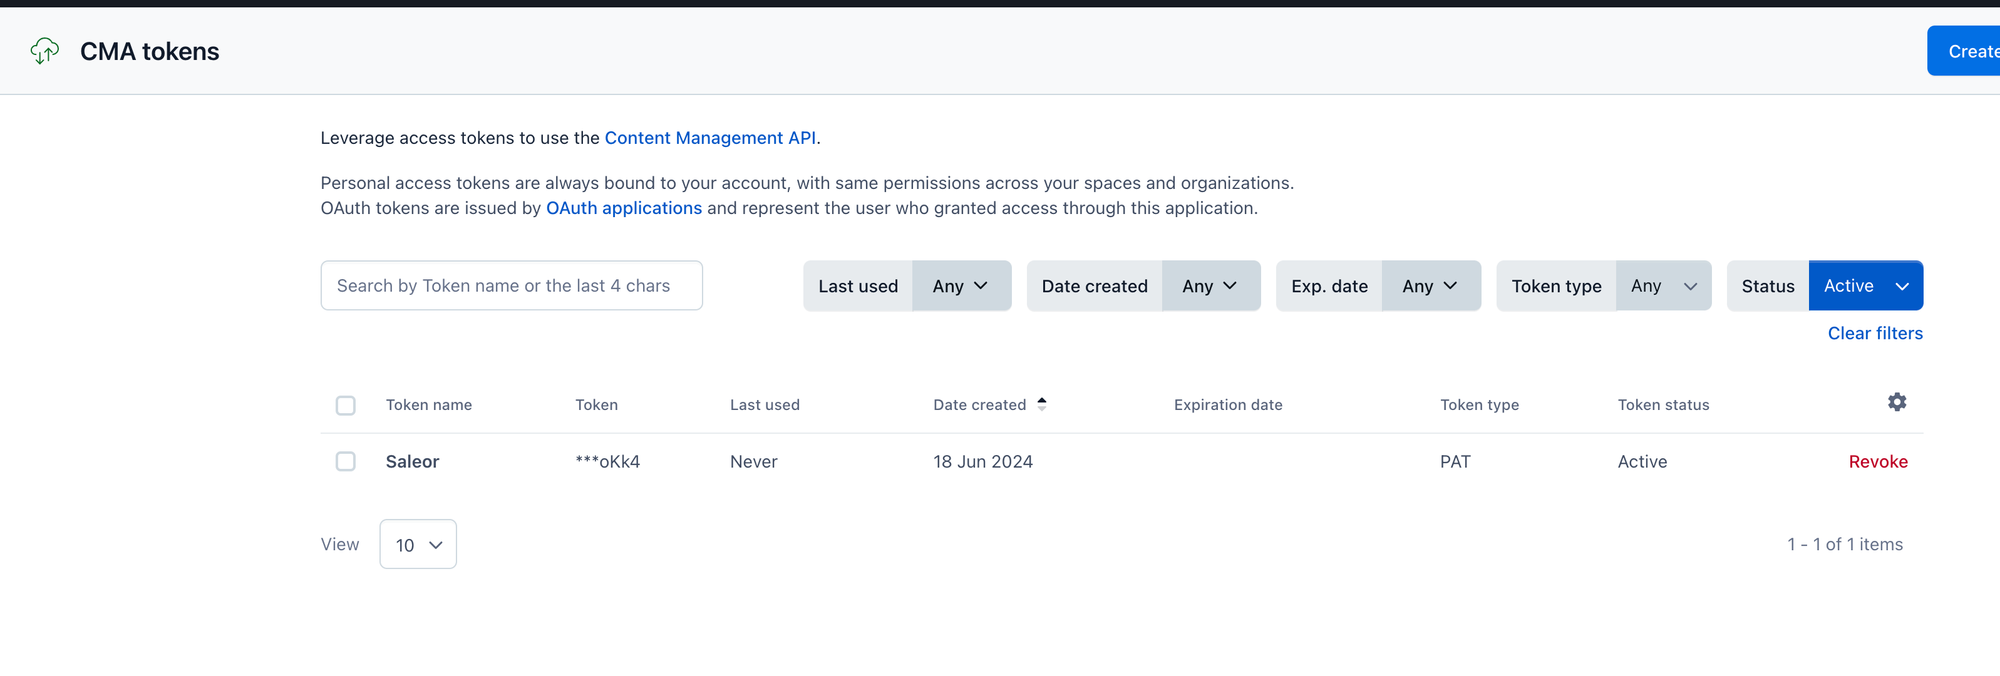 CMA tokens
Create
Leverage access tokens to use the Content Management API.
Personal access tokens are always bound to your account, with same permissions across your spaces and organizations.
OAuth tokens are issued by OAuth applications and represent the user who granted access through this application.
Search by Token name or the last 4 chars
Last used Any Date created Any Exp. date Any Token type Any Status Active
Clear filters
Token name Token Last used Date created Expiration date Token type Token status
Saleor ***oKk4 Never 18 Jun 2024 PAT Active Revoke
View 10 1 - 1 of 1 items